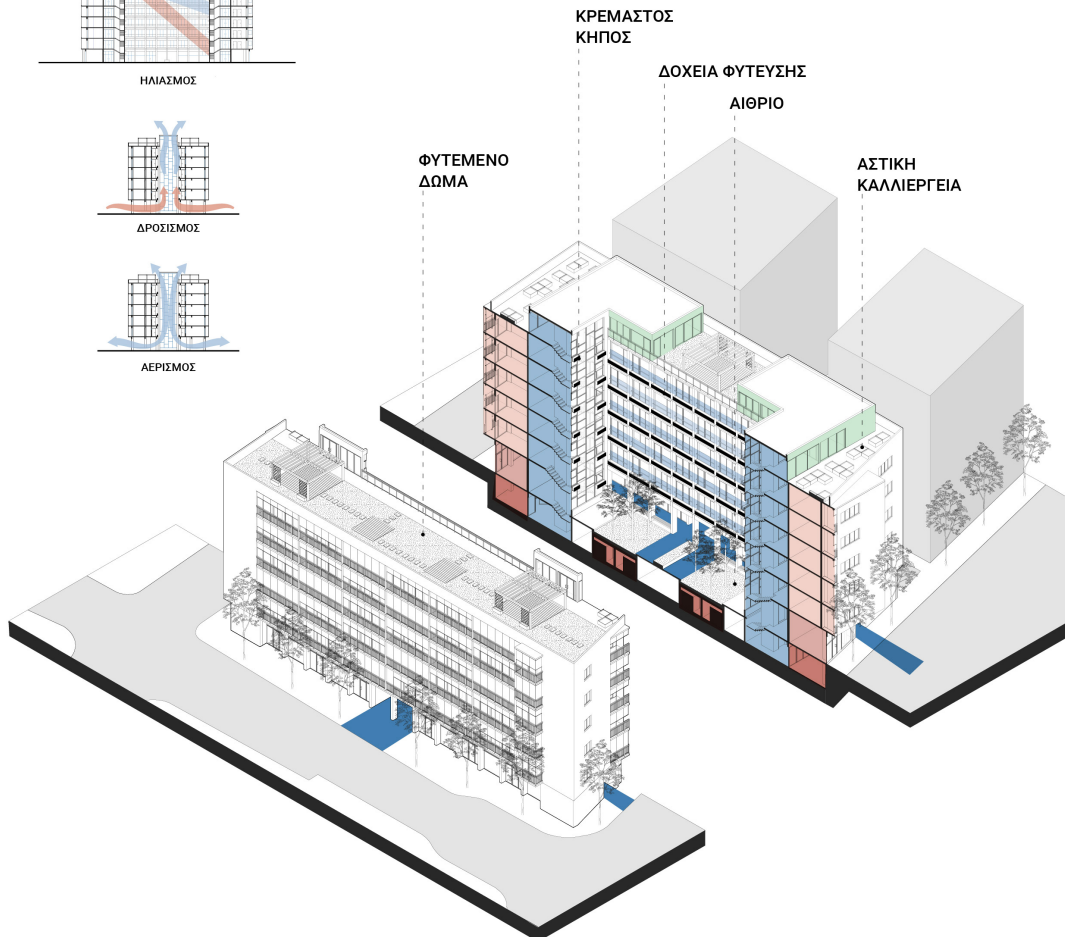 ΚΡΕΜΑΣΤΟΣ
ΚΗΠΟΣ
ΔΟΧΕΙΑ ΦΥΤΕΥΣΗΣ
ΑΙΘΡΙΟ
ΑΣΤΙΚΗ
ΚΑΛΛΙΕΡΓΕΙΑ
ΦΥΤΕΜΕΝΟ
ΔΩΜΑ
ΗΛΙΑΣΜΟΣ
ΔΡΟΣΙΣΜΟΣ
ΑΕΡΙΣΜΟΣ